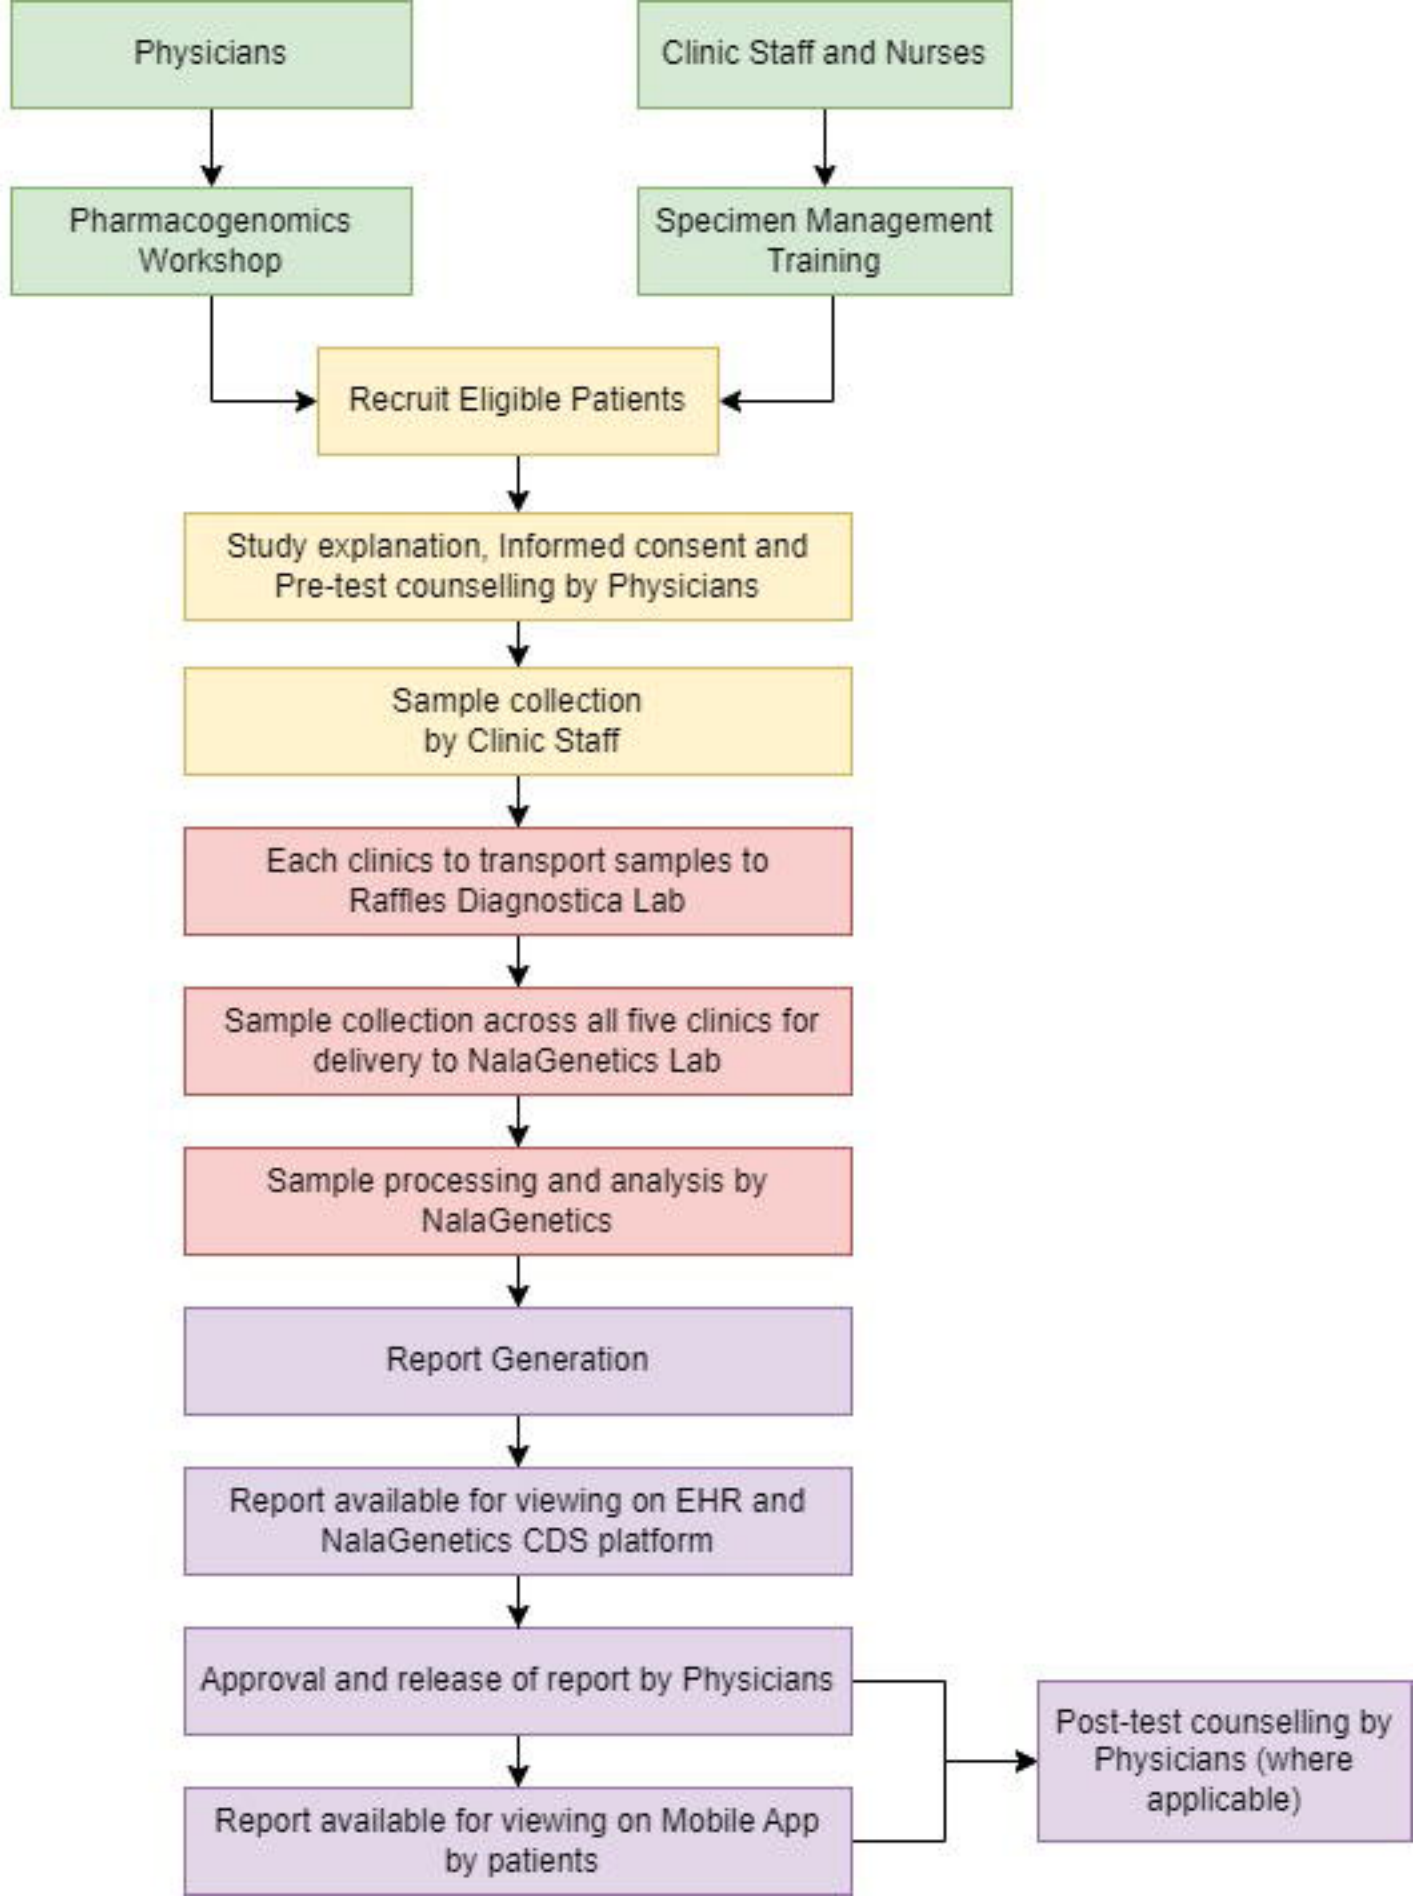 Physicians
Clinic Staff and Nurses
Pharmacogenomics
Workshop
Specimen Management
Training
Recruit Eligible Patients
Study explanation, Informed consent and
Pre-test counselling by Physicians
Sample collection
by Clinic Staff
Each clinics to transport samples to
Raffles Diagnostica Lab
Sample collection across all five clinics for
delivery to NalaGenetics Lab
Sample processing and analysis by
NalaGenetics
Report Generation
Report available for viewing on EHR and
NalaGenetics CDS platform
Approval and release of report by Physicians
Report available for viewing on Mobile App
by patients
Post-test counselling by
Physicians (where
applicable)